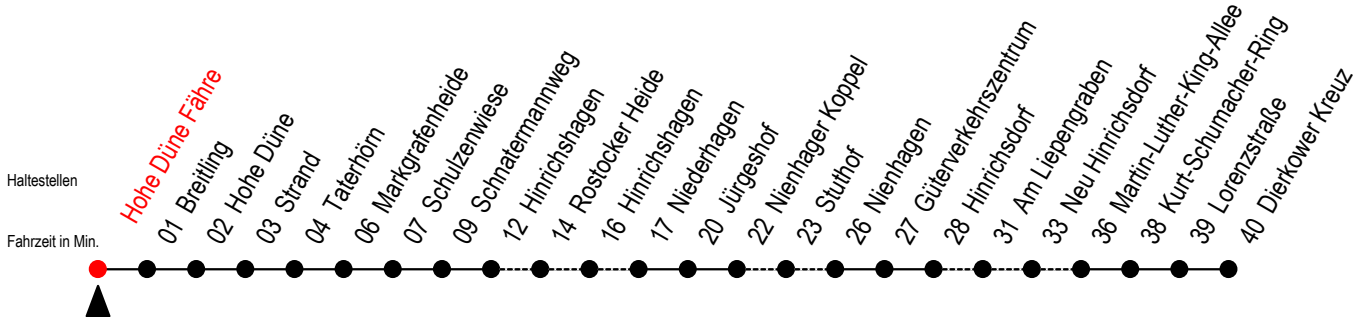 Haltestellen
Fahrzeit in Min.
Hohe Düne Fähre
01 Breitling
02 Hohe Düne
03 Strand
04 Taterhörn
06 Markgrafenheide
07 Schulzenwiese
09 Schnatermannweg
12 Hinrichshagen
14 Rostocker Heide
16 Hinrichshagen
17 Niederhagen
20 Jürgeshof
22 Nienhager Koppel
23 Stuthof
26 Nienhagen
27 Güterverkehrszentrum
28 Hinrichsdorf
31 Am Liepengraben
33 Neu Hinrichsdorf
36 Martin-Luther-King-Allee
38 Kurt-Schumacher-Ring
39 Lorenzstraße
40 Dierkower Kreuz